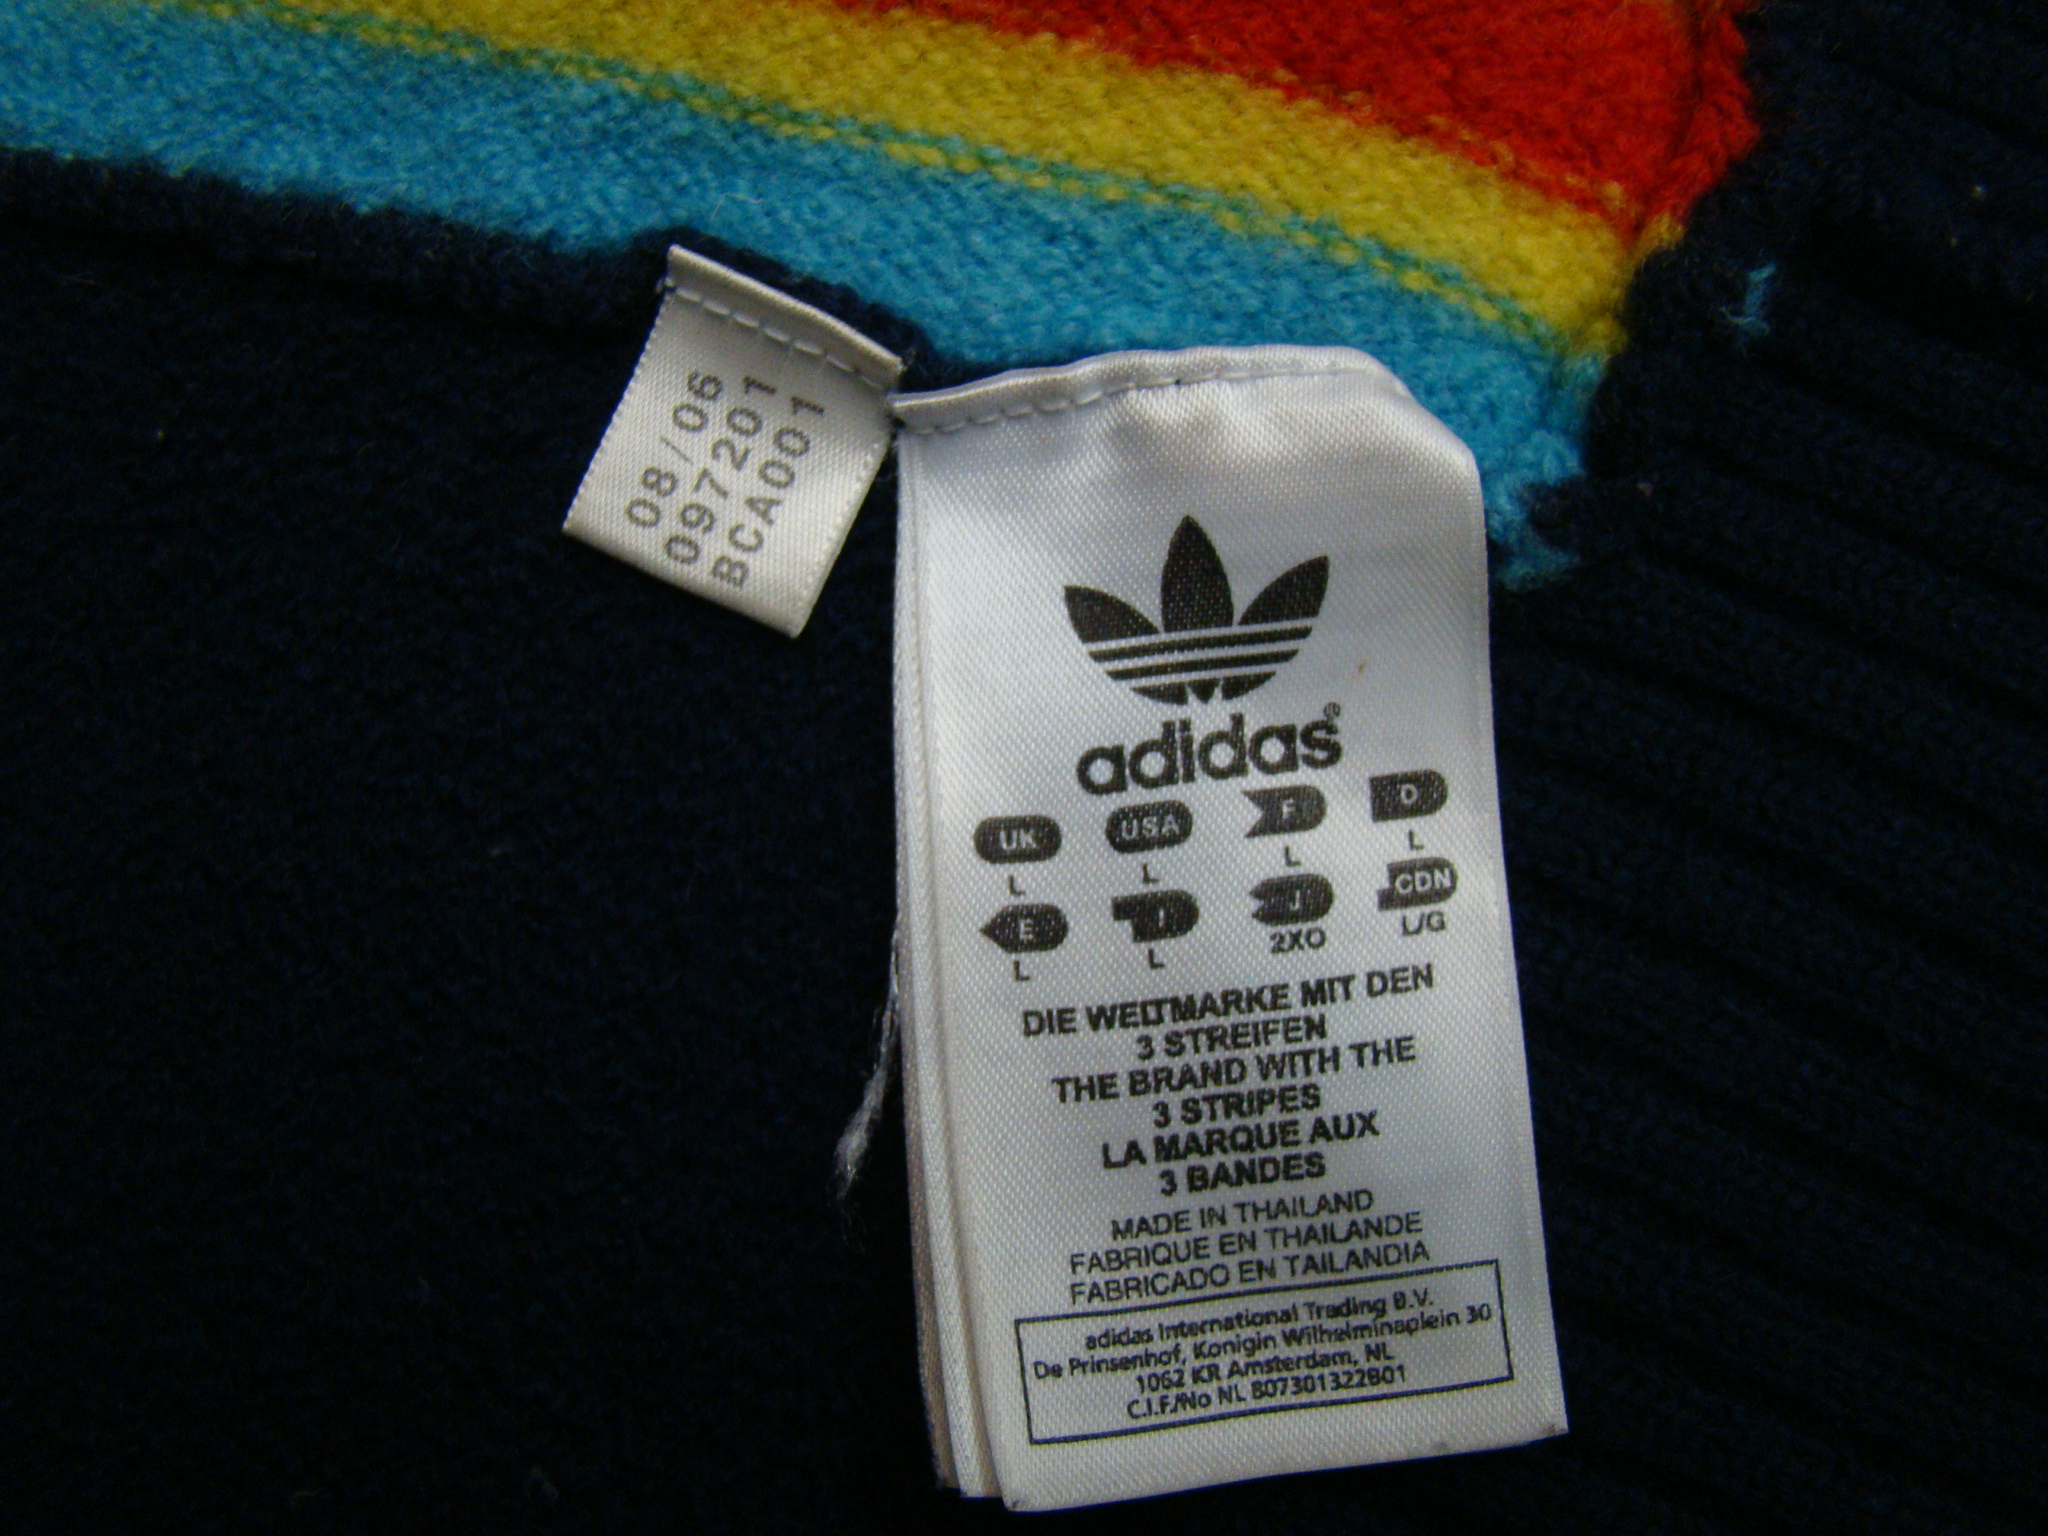 08/06
097201
BCA001
adidas®
UK USA F D
L L L L
E I J CDN
L L 2XO L/G
DIE WELTMARKE MIT DEN
3 STREIFEN
THE BRAND WITH THE
3 STRIPES
LA MARQUE AUX
3 BANDES
MADE IN THAILAND
FABRIQUE EN THAILANDE
FABRICADO EN TAILANDIA
adidas International Trading B.V.
De Prinsenhof, Konigin Wilhelminaplein 30
1062 KR Amsterdam, NL
C.I.F./No NL 807301322B01